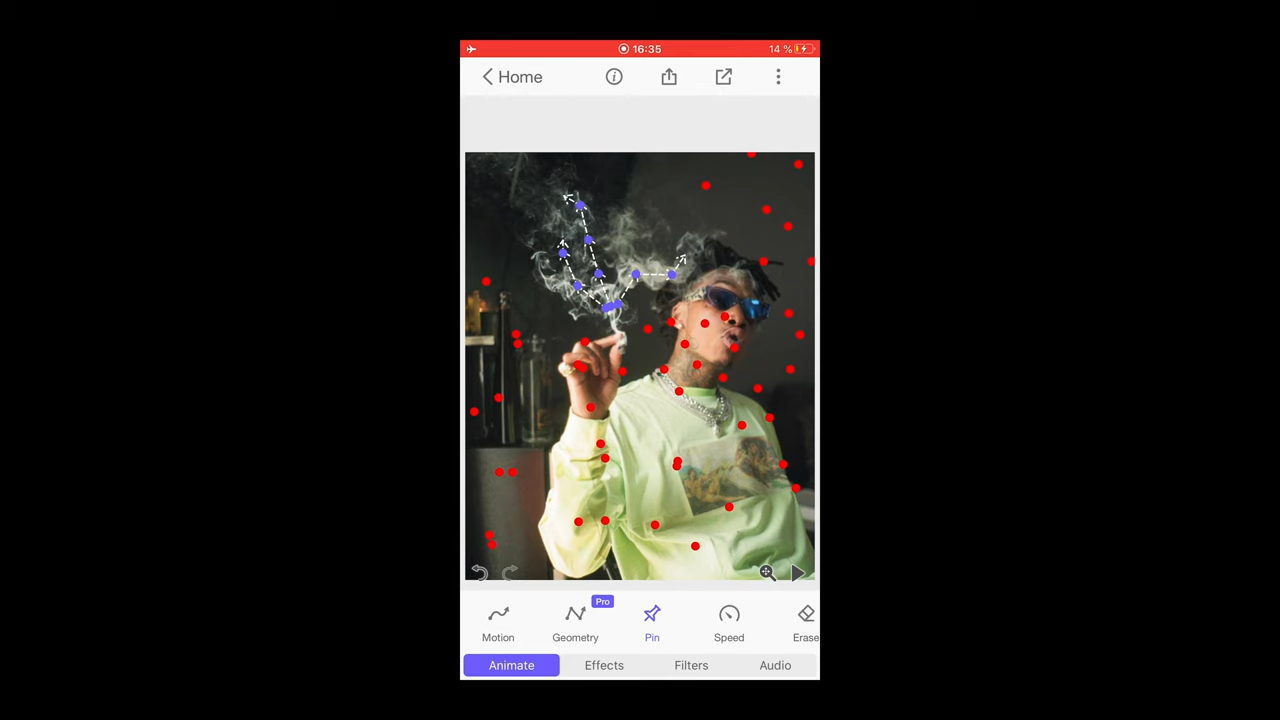 16:35
14 %
Home
Pro
Motion
Geometry
Pin
Speed
Erase
Animate
Effects
Filters
Audio